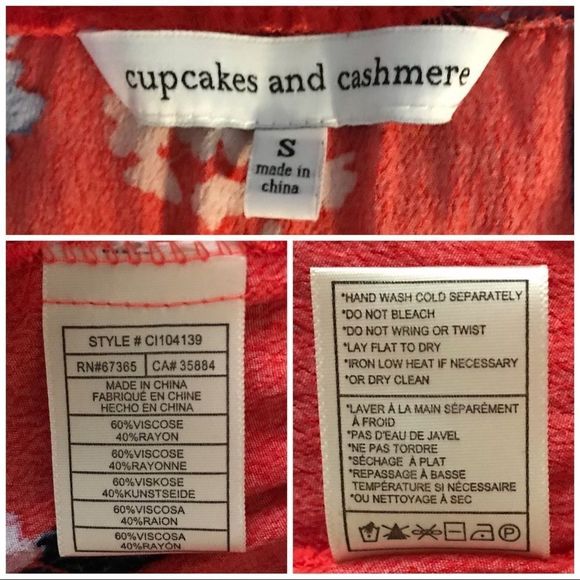 cupcakes and cashmere
S
made in
china
STYLE # CI104139
RN#67365 CA# 35884
MADE IN CHINA
FABRIQUÉ EN CHINE
HECHO EN CHINA
60%VISCOSE
40%RAYON
60%VISCOSE
40%RAYONNE
60%VISKOSE
40%KUNSTSEIDE
60%VISCOSA
40%RAION
60%VISCOSA
40%RAYON
*HAND WASH COLD SEPARATELY
*DO NOT BLEACH
*DO NOT WRING OR TWIST
*LAY FLAT TO DRY
*IRON LOW HEAT IF NECESSARY
*OR DRY CLEAN
*LAVER À LA MAIN SÉPARÉMENT
À FROID
*PAS D'EAU DE JAVEL
*NE PAS TORDRE
*SÉCHAGE À PLAT
*REPASSAGE À BASSE
TEMPÉRATURE SI NÉCESSAIRE
*OU NETTOYAGE À SEC
P